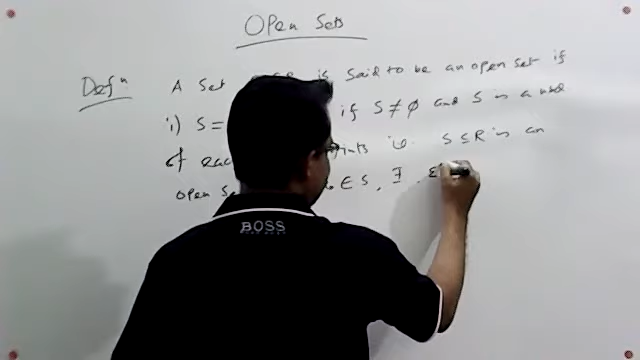 Open Sets
Defn A set is said to be an open set if
i) S = if S ≠ φ and S is a nbd
of each points i.e. S ⊆ R is an
open Se ∈ S, ∃ ε
BOSS